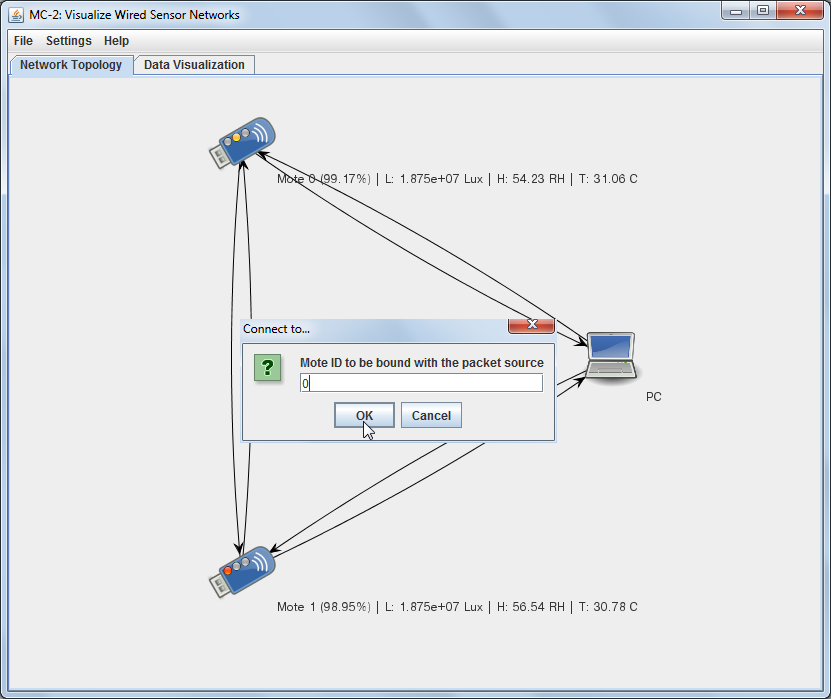 MC-2: Visualize Wired Sensor Networks
File Settings Help
Network Topology Data Visualization
Mote 0 (99.17%) | L: 1.875e+07 Lux | H: 54.23 RH | T: 31.06 C
Connect to...
Mote ID to be bound with the packet source
?
0
OK Cancel
PC
Mote 1 (98.95%) | L: 1.875e+07 Lux | H: 56.54 RH | T: 30.78 C